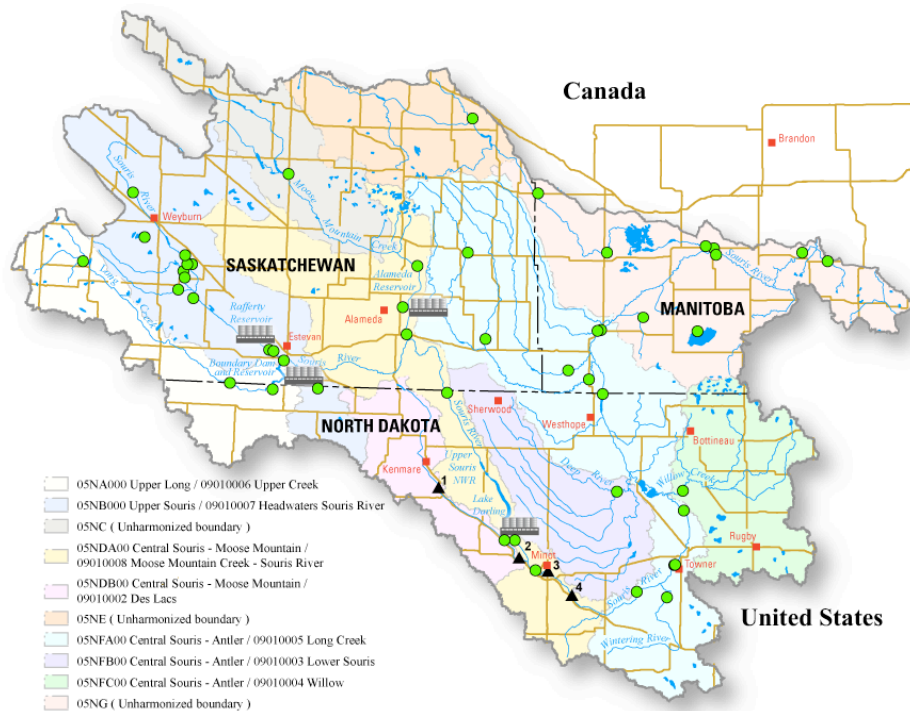 Canada
Brandon
Souris
River
Moose
Mountain
Creek
Weyburn
SASKATCHEWAN
Long
Creek
Alameda
Reservoir
Souris River
MANITOBA
Rafferty
Reservoir
Alameda
Estevan
Souris
River
Boundary Dam
and Reservoir
Sherwood
Westhope
NORTH DAKOTA
Souris River
Bottineau
Kenmare
Upper
Souris
NWR
Deep River
Willow Creek
1
Lake
Darling
Rugby
2
Minot
3
Towner
4
Souris River
Wintering River
United States
05NA000 Upper Long / 09010006 Upper Creek
05NB000 Upper Souris / 09010007 Headwaters Souris River
05NC ( Unharmonized boundary )
05NDA00 Central Souris - Moose Mountain /
09010008 Moose Mountain Creek - Souris River
05NDB00 Central Souris - Moose Mountain /
09010002 Des Lacs
05NE ( Unharmonized boundary )
05NFA00 Central Souris - Antler / 09010005 Long Creek
05NFB00 Central Souris - Antler / 09010003 Lower Souris
05NFC00 Central Souris - Antler / 09010004 Willow
05NG ( Unharmonized boundary )